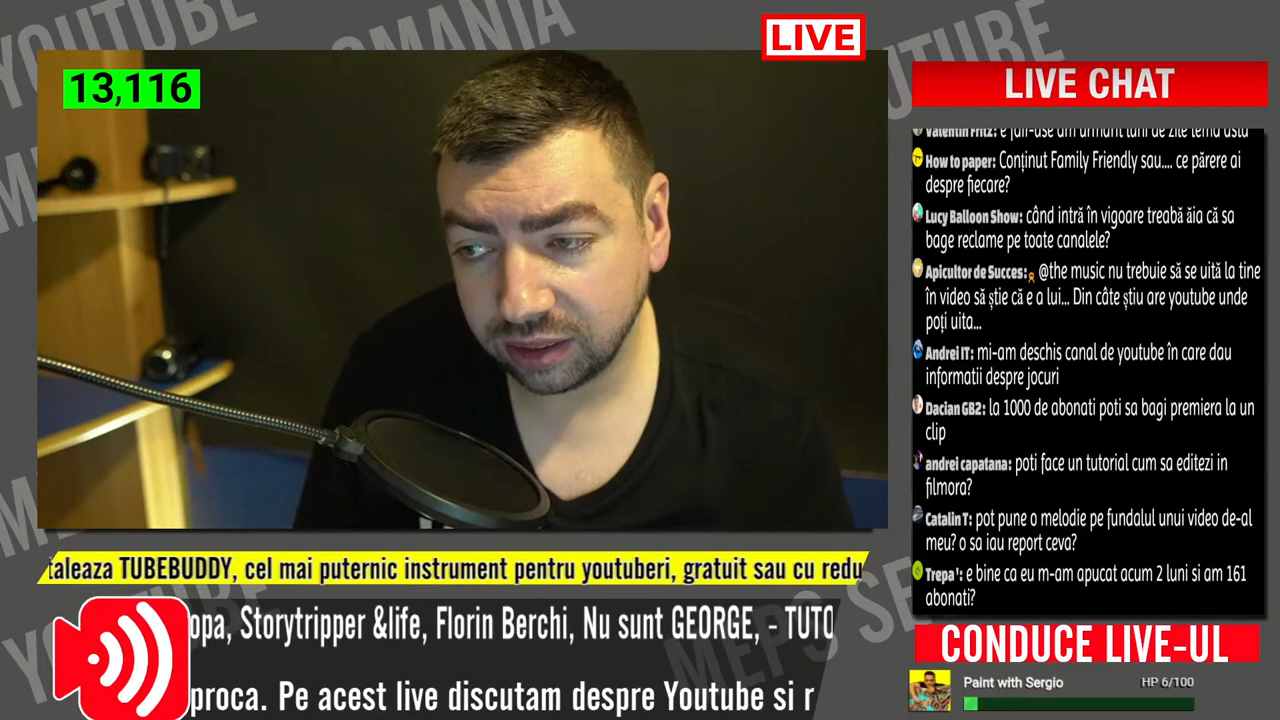 YOUTUBE
ROMANIA
LIVE
13,116
LIVE CHAT
Valentin Fritz: e
How to paper: Conținut Family Friendly sau.... ce părere ai
despre fiecare?
Lucy Balloon Show: când intră în vigoare treabă ăia că sa
bage reclame pe toate canalele?
Apicultor de Succes: @the music nu trebuie să se uită la tine
în video să știe că e a lui... Din câte știu are youtube unde
poți uita...
Andrei IT: mi-am deschis canal de youtube în care dau
informatii despre jocuri
Dacian GB2: la 1000 de abonati poti sa bagi premiera la un
clip
andrei capatana: poti face un tutorial cum sa editezi in
filmora?
Catalin T: pot pune o melodie pe fundalul unui video de-al
meu? o sa iau report ceva?
Trepa': e bine ca eu m-am apucat acum 2 luni si am 161
abonati?
taleaza TUBEBUDDY, cel mai puternic instrument pentru youtuberi, gratuit sau cu redu
opa, Storytripper &life, Florin Berchi, Nu sunt GEORGE, - TUTO
proca. Pe acest live discutam despre Youtube si r
CONDUCE LIVE-UL
Paint with Sergio HP 6/100